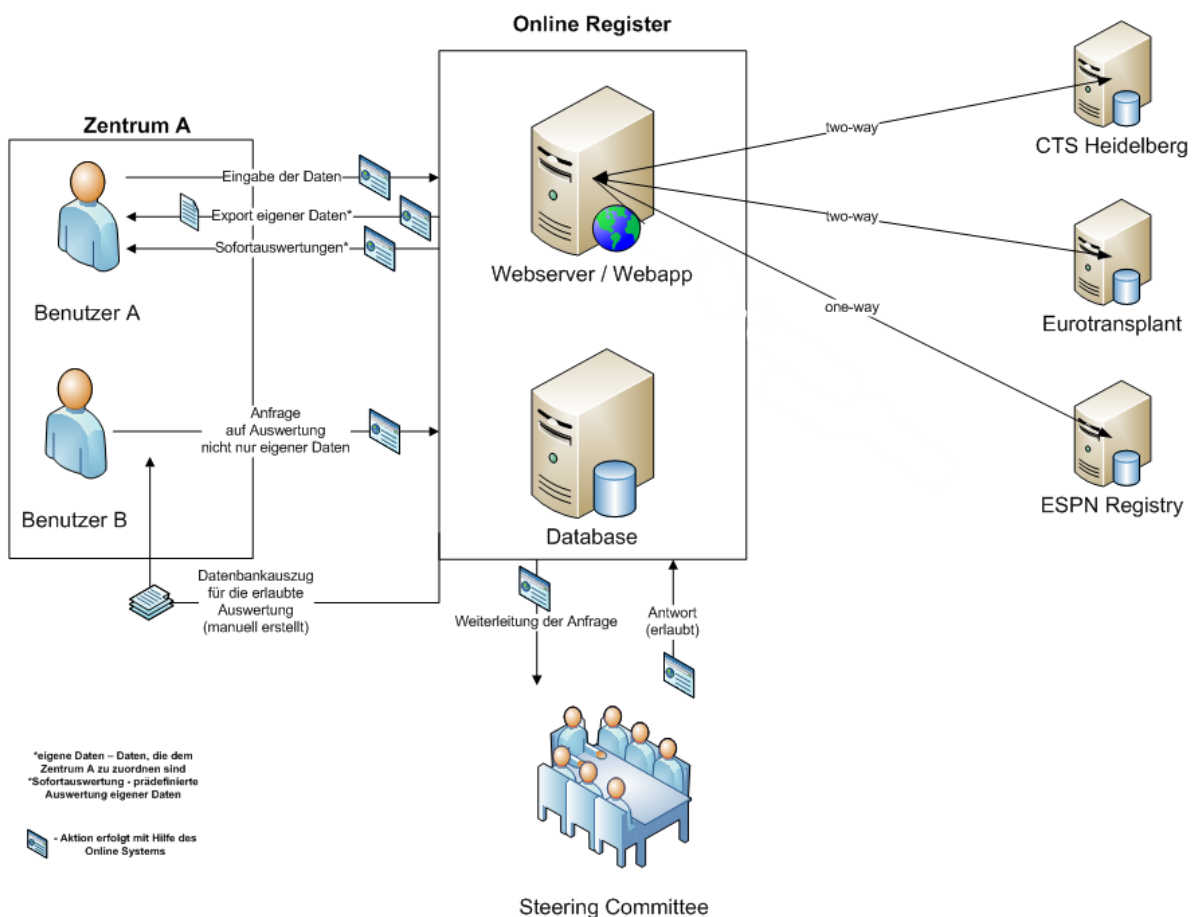 Online Register
Zentrum A
Eingabe der Daten
Export eigener Daten*
Sofortauswertungen*
Benutzer A
Anfrage
auf Auswertung
nicht nur eigener Daten
Benutzer B
Webserver / Webapp
Database
two-way
CTS Heidelberg
two-way
Eurotransplant
one-way
ESPN Registry
Datenbankauszug
für die erlaubte
Auswertung
(manuell erstellt)
Weiterleitung der Anfrage
Antwort
(erlaubt)
Steering Committee
*eigene Daten – Daten, die dem
Zentrum A zu zuordnen sind
*Sofortauswertung - prädefinierte
Auswertung eigener Daten
- Aktion erfolgt mit Hilfe des
Online Systems